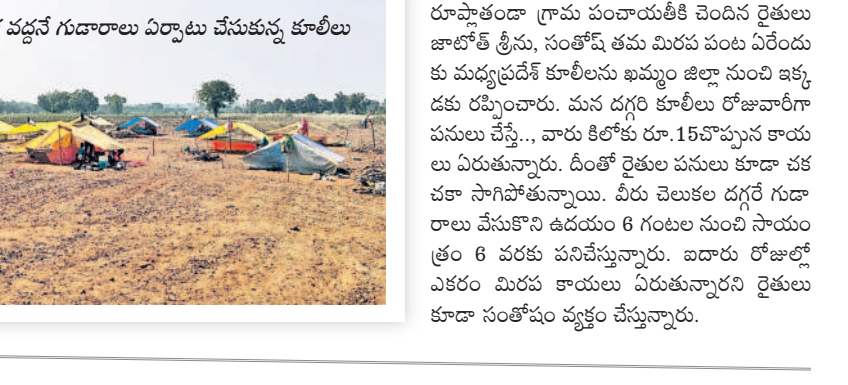 వద్దనే గుడారాలు ఏర్పాటు చేసుకున్న కూలీలు
రూప్లాతండా గ్రామ పంచాయతీకి చెందిన రైతులు
జాటోత్ శ్రీను, సంతోష్ తమ మిరప పంట ఏరేందు
కు మధ్యప్రదేశ్ కూలీలను ఖమ్మం జిల్లా నుంచి ఇక్క
డకు రప్పించారు. మన దగ్గరి కూలీలు రోజువారీగా
పనులు చేస్తే.., వారు కిలోకు రూ.15చొప్పున కాయ
లు ఏరుతున్నారు. దీంతో రైతుల పనులు కూడా చక
చకా సాగిపోతున్నాయి. వీరు చెలుకల దగ్గరే గుడా
రాలు వేసుకొని ఉదయం 6 గంటల నుంచి సాయం
త్రం 6 వరకు పనిచేస్తున్నారు. ఐదారు రోజుల్లో
ఎకరం మిరప కాయలు ఏరుతున్నారని రైతులు
కూడా సంతోషం వ్యక్తం చేస్తున్నారు.